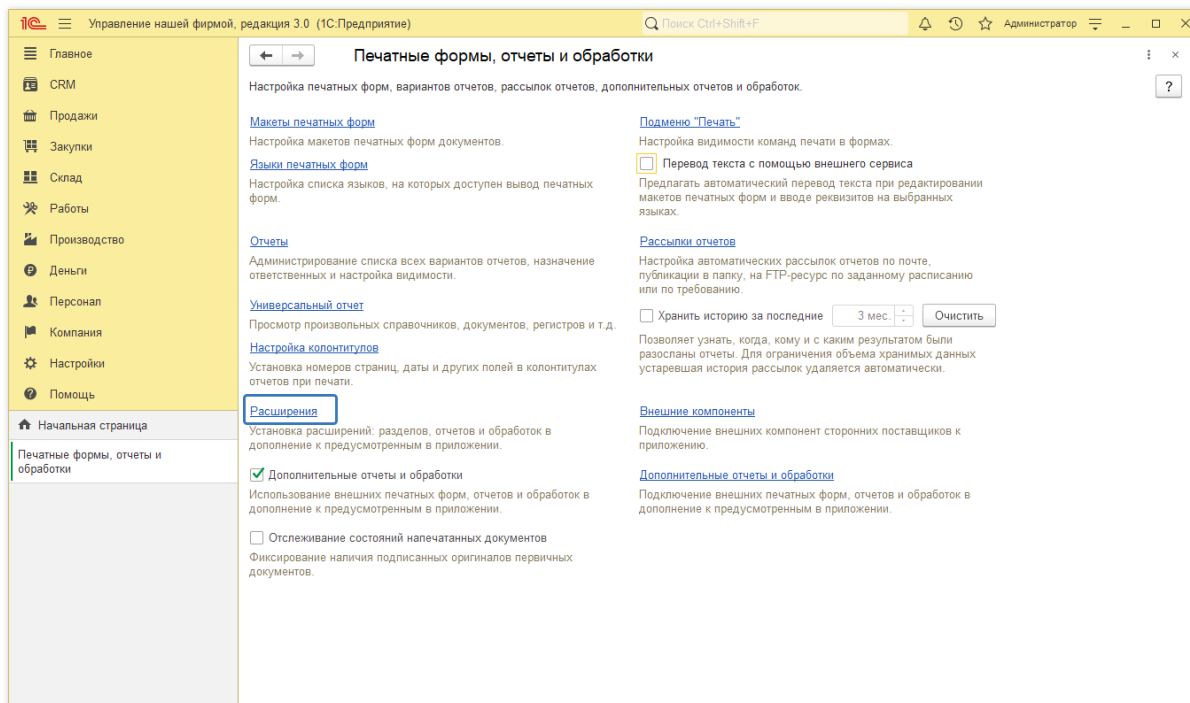 1С Управление нашей фирмой, редакция 3.0 (1С:Предприятие) Поиск Ctrl+Shift+F Администратор
Главное
CRM
Продажи
Закупки
Склад
Работы
Производство
Деньги
Персонал
Компания
Настройки
Помощь
Начальная страница
Печатные формы, отчеты и
обработки
Печатные формы, отчеты и обработки
Настройка печатных форм, вариантов отчетов, рассылок отчетов, дополнительных отчетов и обработок.
?
Макеты печатных форм
Настройка макетов печатных форм документов.
Языки печатных форм
Настройка списка языков, на которых доступен вывод печатных
форм.
Отчеты
Администрирование списка всех вариантов отчетов, назначение
ответственных и настройка видимости.
Универсальный отчет
Просмотр произвольных справочников, документов, регистров и т.д.
Настройка колонтитулов
Установка номеров страниц, даты и других полей в колонтитулах
отчетов при печати.
Расширения
Установка расширений: разделов, отчетов и обработок в
дополнение к предусмотренным в приложении.
Дополнительные отчеты и обработки
Использование внешних печатных форм, отчетов и обработок в
дополнение к предусмотренным в приложении.
Отслеживание состояний напечатанных документов
Фиксирование наличия подписанных оригиналов первичных
документов.
Подменю "Печать"
Настройка видимости команд печати в формах.
Перевод текста с помощью внешнего сервиса
Предлагать автоматический перевод текста при редактировании
макетов печатных форм и вводе реквизитов на выбранных
языках.
Рассылки отчетов
Настройка автоматических рассылок отчетов по почте,
публикации в папку, на FTP-ресурс по заданному расписанию
или по требованию.
Хранить историю за последние 3 мес. Очистить
Позволяет узнать, когда, кому и с каким результатом были
разосланы отчеты. Для ограничения объема хранимых данных
устаревшая история рассылок удаляется автоматически.
Внешние компоненты
Подключение внешних компонент сторонних поставщиков к
приложению.
Дополнительные отчеты и обработки
Подключение внешних печатных форм, отчетов и обработок в
дополнение к предусмотренным в приложении.